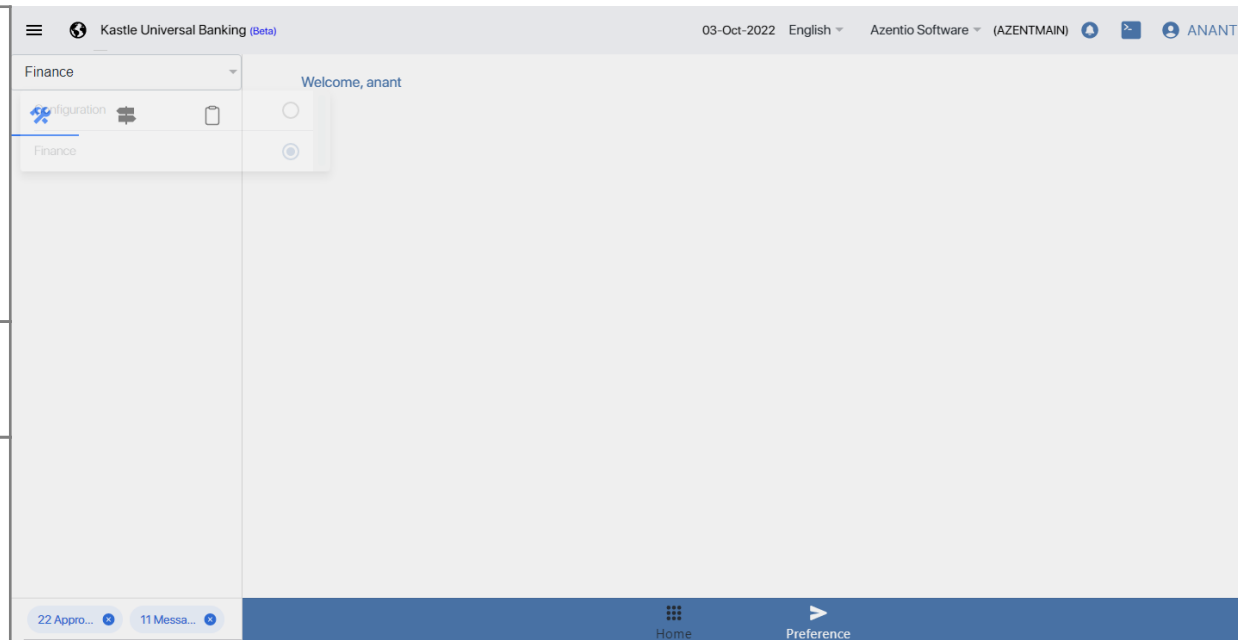 Kastle Universal Banking (Beta) 03-Oct-2022 English Azentio Software (AZENTMAIN) ANANT
Finance
Welcome, anant
Configuration
Finance
22 Appro... 11 Messa...
Home Preference